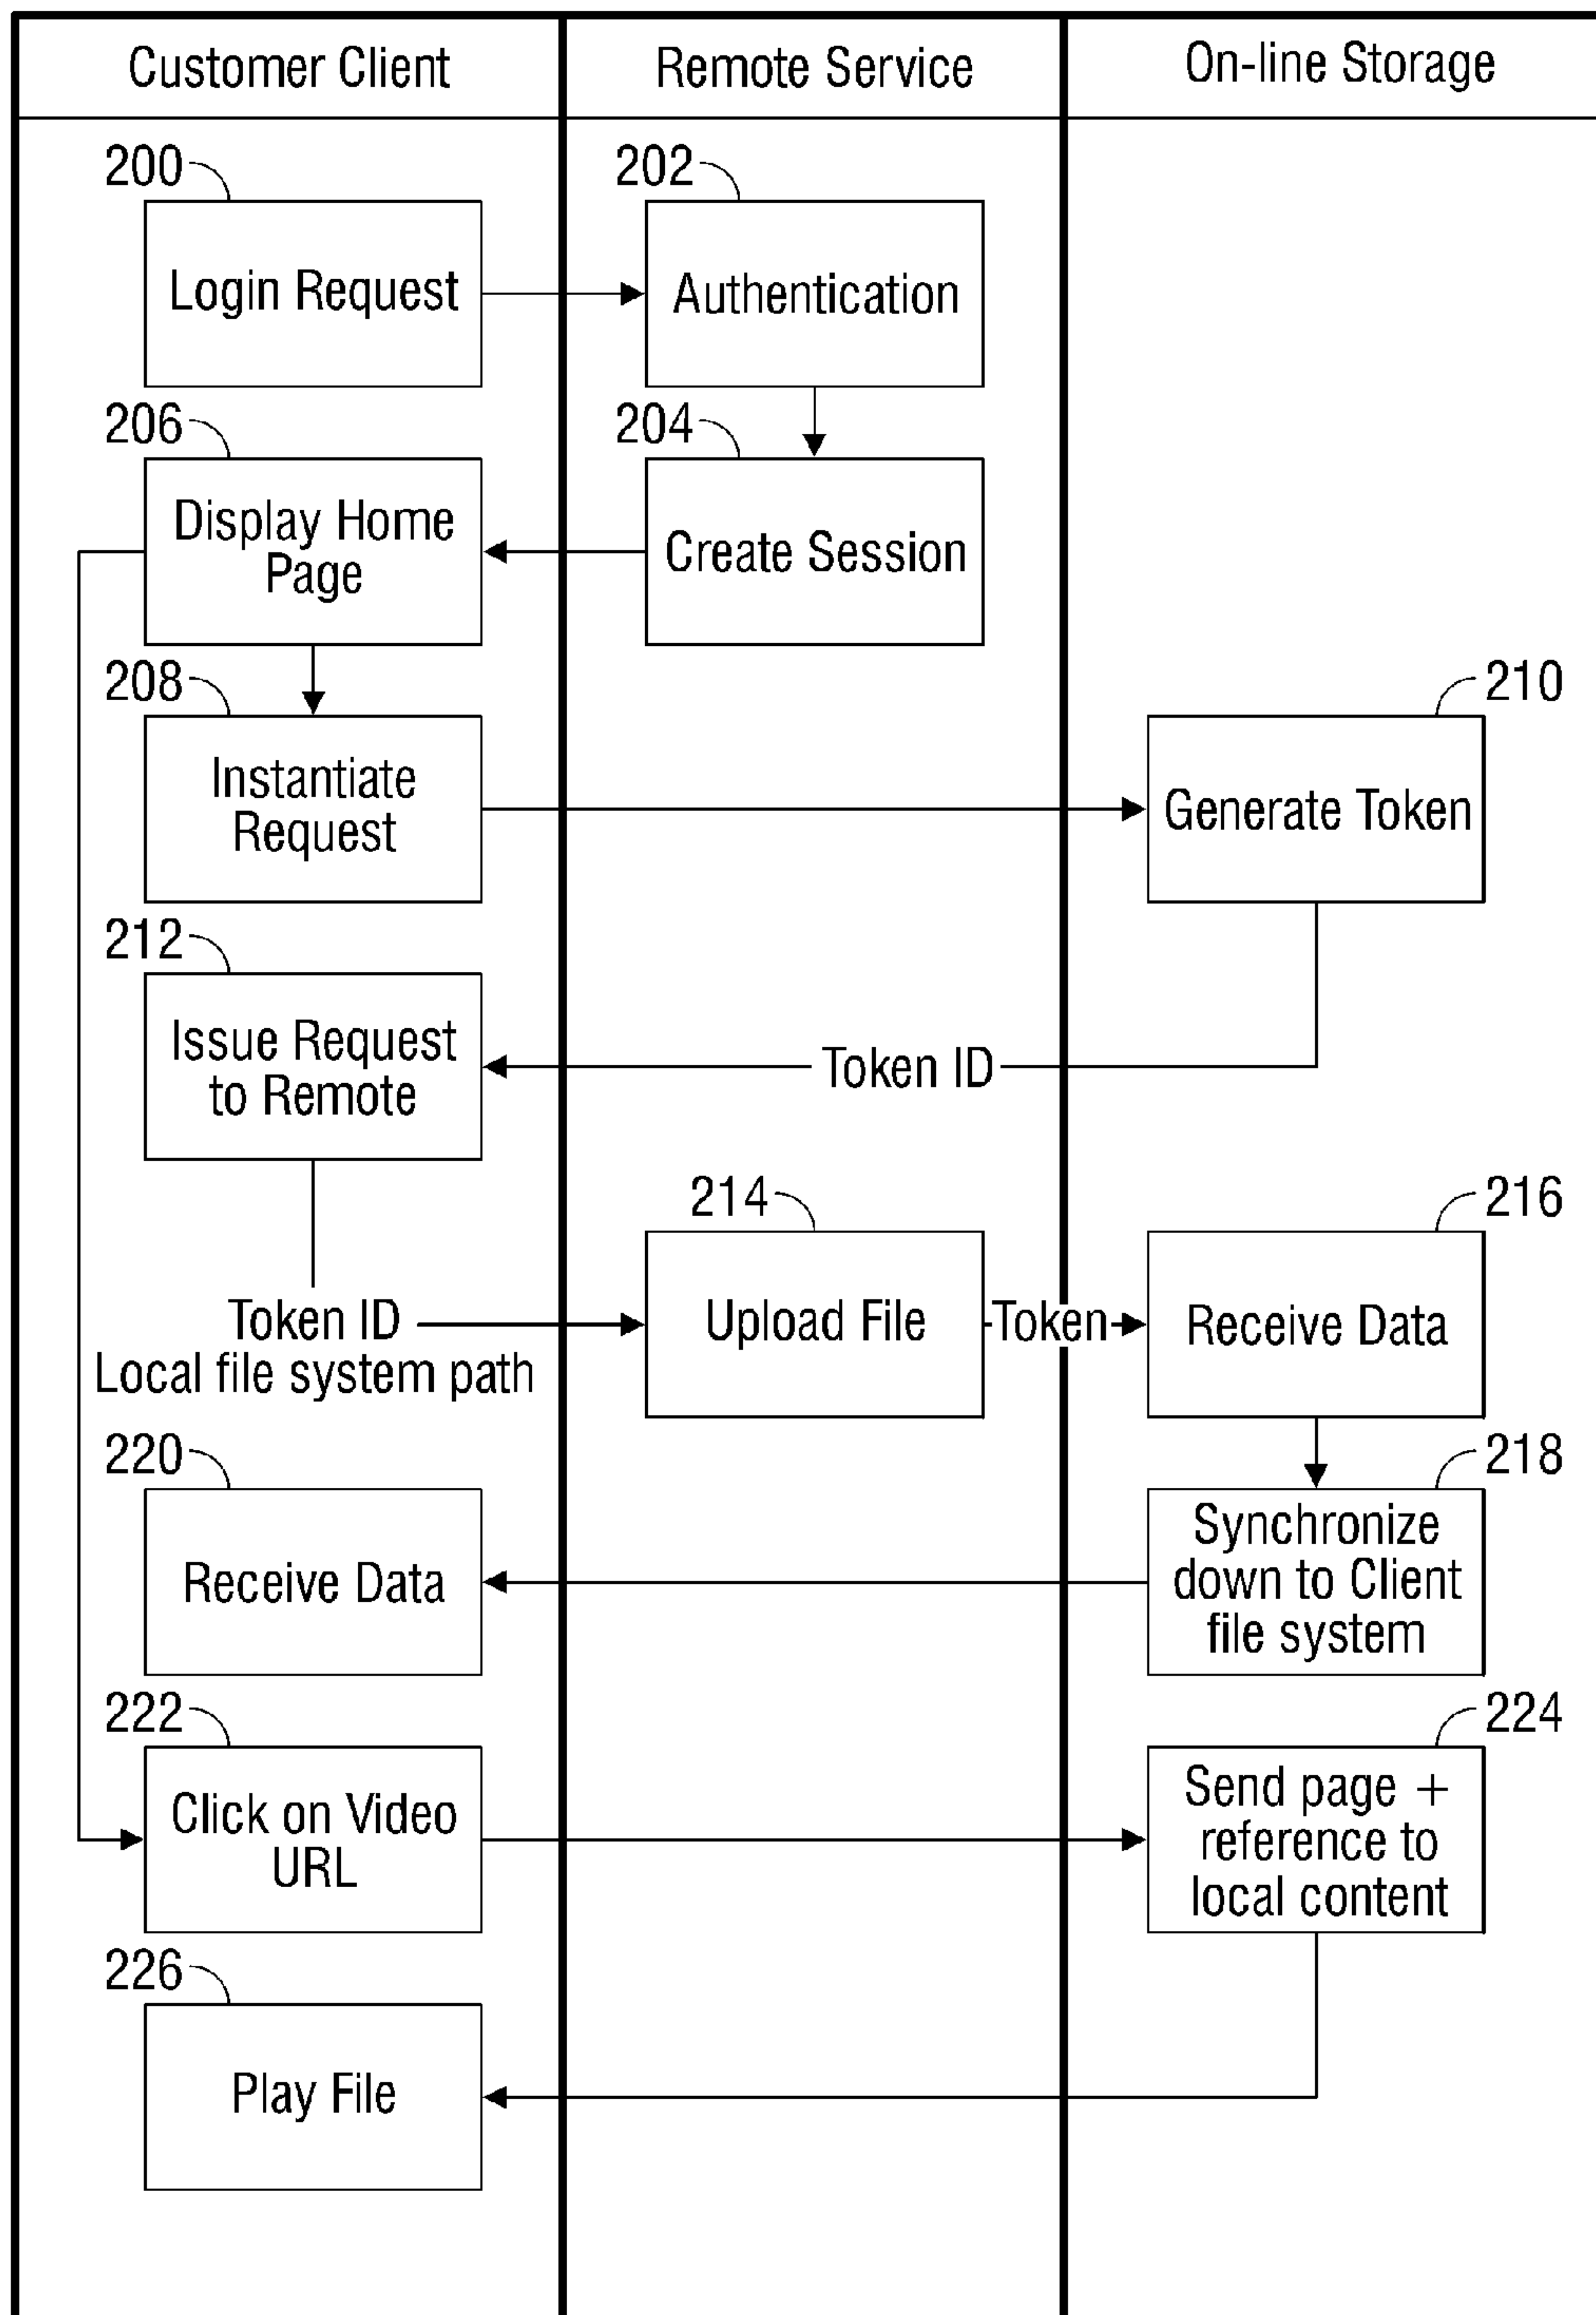 Customer Client
Remote Service
On-line Storage
200
202
Login Request
Authentication
206
204
Display Home
Page
Create Session
208
210
Instantiate
Request
Generate Token
212
Issue Request
to Remote
Token ID
214
216
Token ID
Local file system path
Upload File
Token
Receive Data
220
218
Receive Data
Synchronize
down to Client
file system
222
224
Click on Video
URL
Send page +
reference to
local content
226
Play File